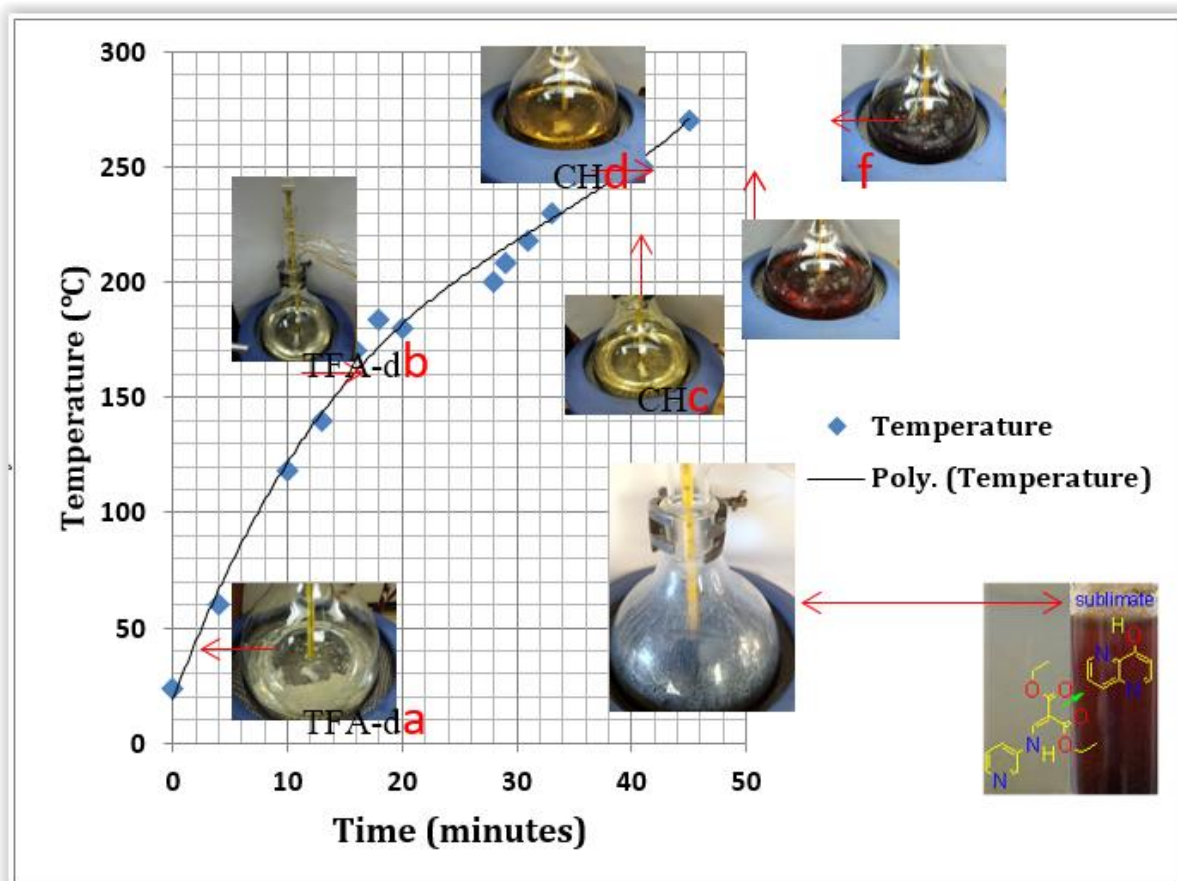 300
250
200
150
100
50
0
Temperature (°C)
0 10 20 30 40 50
Time (minutes)
CHd
f
TFA-db
CHc
TFA-da
Temperature
Poly. (Temperature)
sublimate
H
O
N
N
O
O
O
O
N
H
N